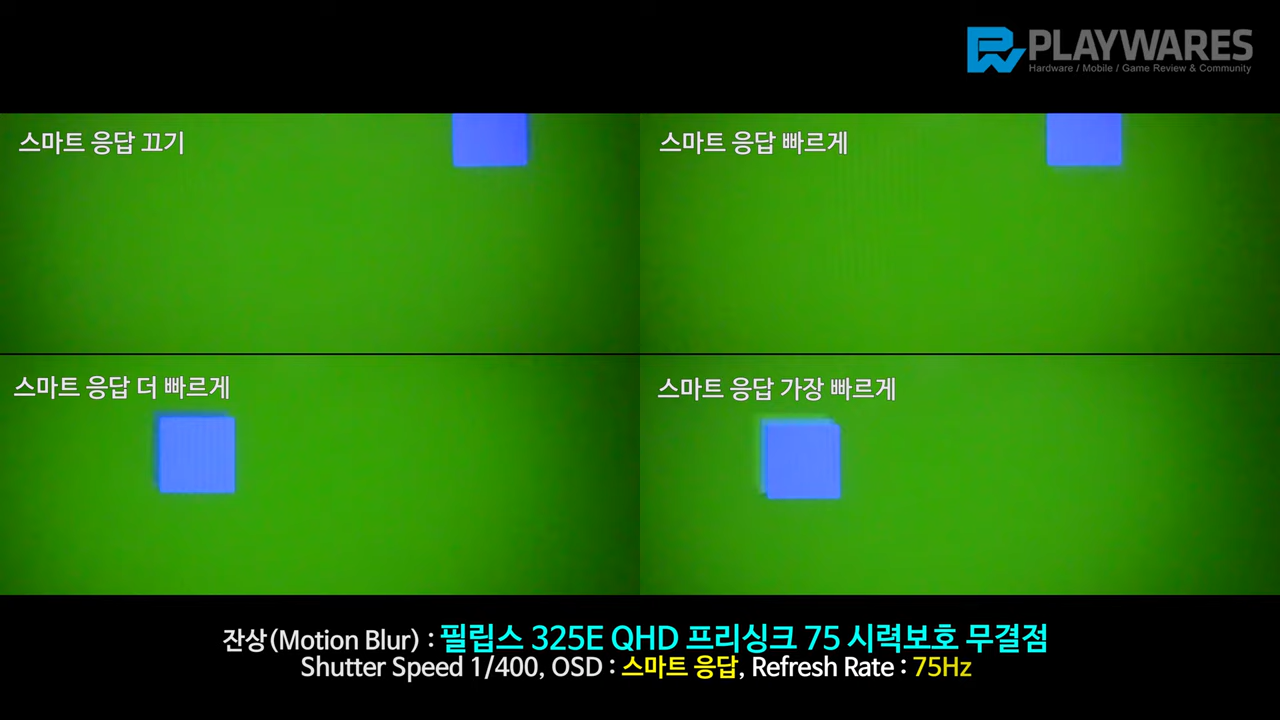 PLAYWARES
Hardware / Mobile / Game Review & Community
스마트 응답 끄기
스마트 응답 빠르게
스마트 응답 더 빠르게
스마트 응답 가장 빠르게
잔상(Motion Blur) : 필립스 325E QHD 프리싱크 75 시력보호 무결점
Shutter Speed 1/400, OSD : 스마트 응답, Refresh Rate : 75Hz